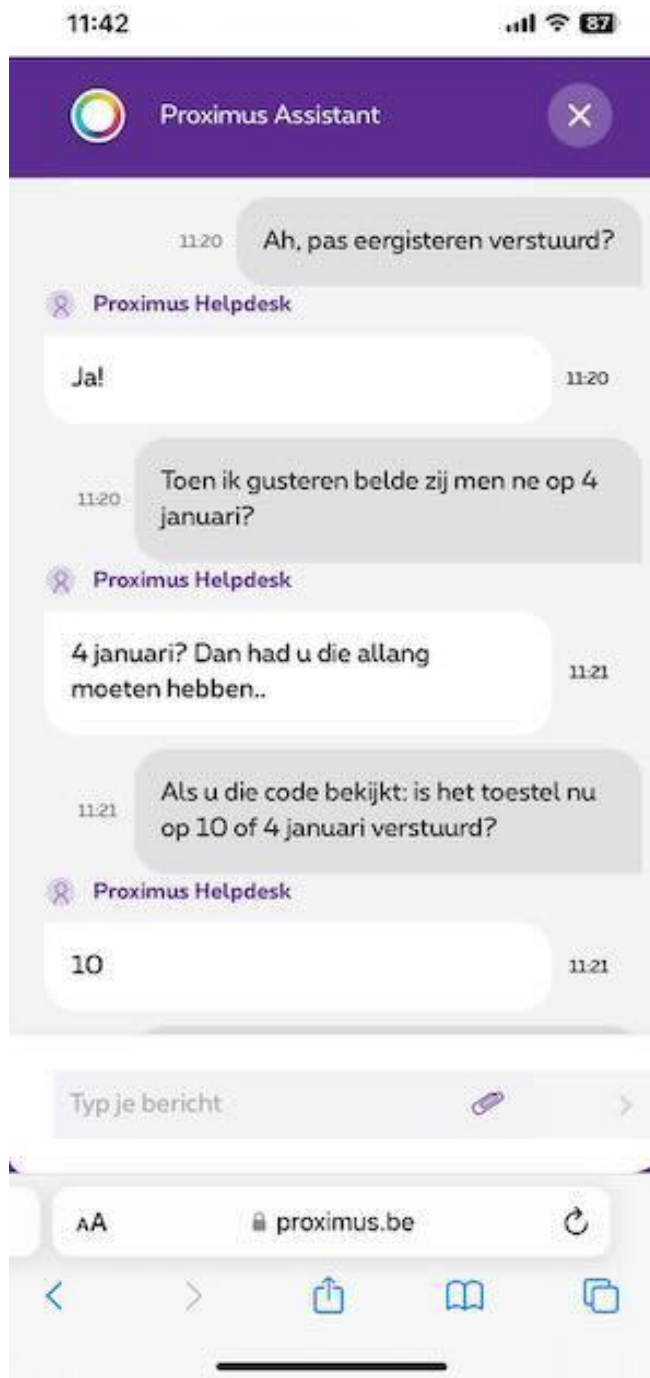 11:42
87
Proximus Assistant
11:20
Ah, pas eergisteren verstuurd?
Proximus Helpdesk
Ja!
11:20
Toen ik gusteren belde zij men ne op 4
11:20
januari?
Proximus Helpdesk
4 januari? Dan had u die allang
moeten hebben..
11:21
Als u die code bekijkt: is het toestel nu
11:21
op 10 of 4 januari verstuurd?
Proximus Helpdesk
10
11:21
Typ je bericht
AA
proximus.be